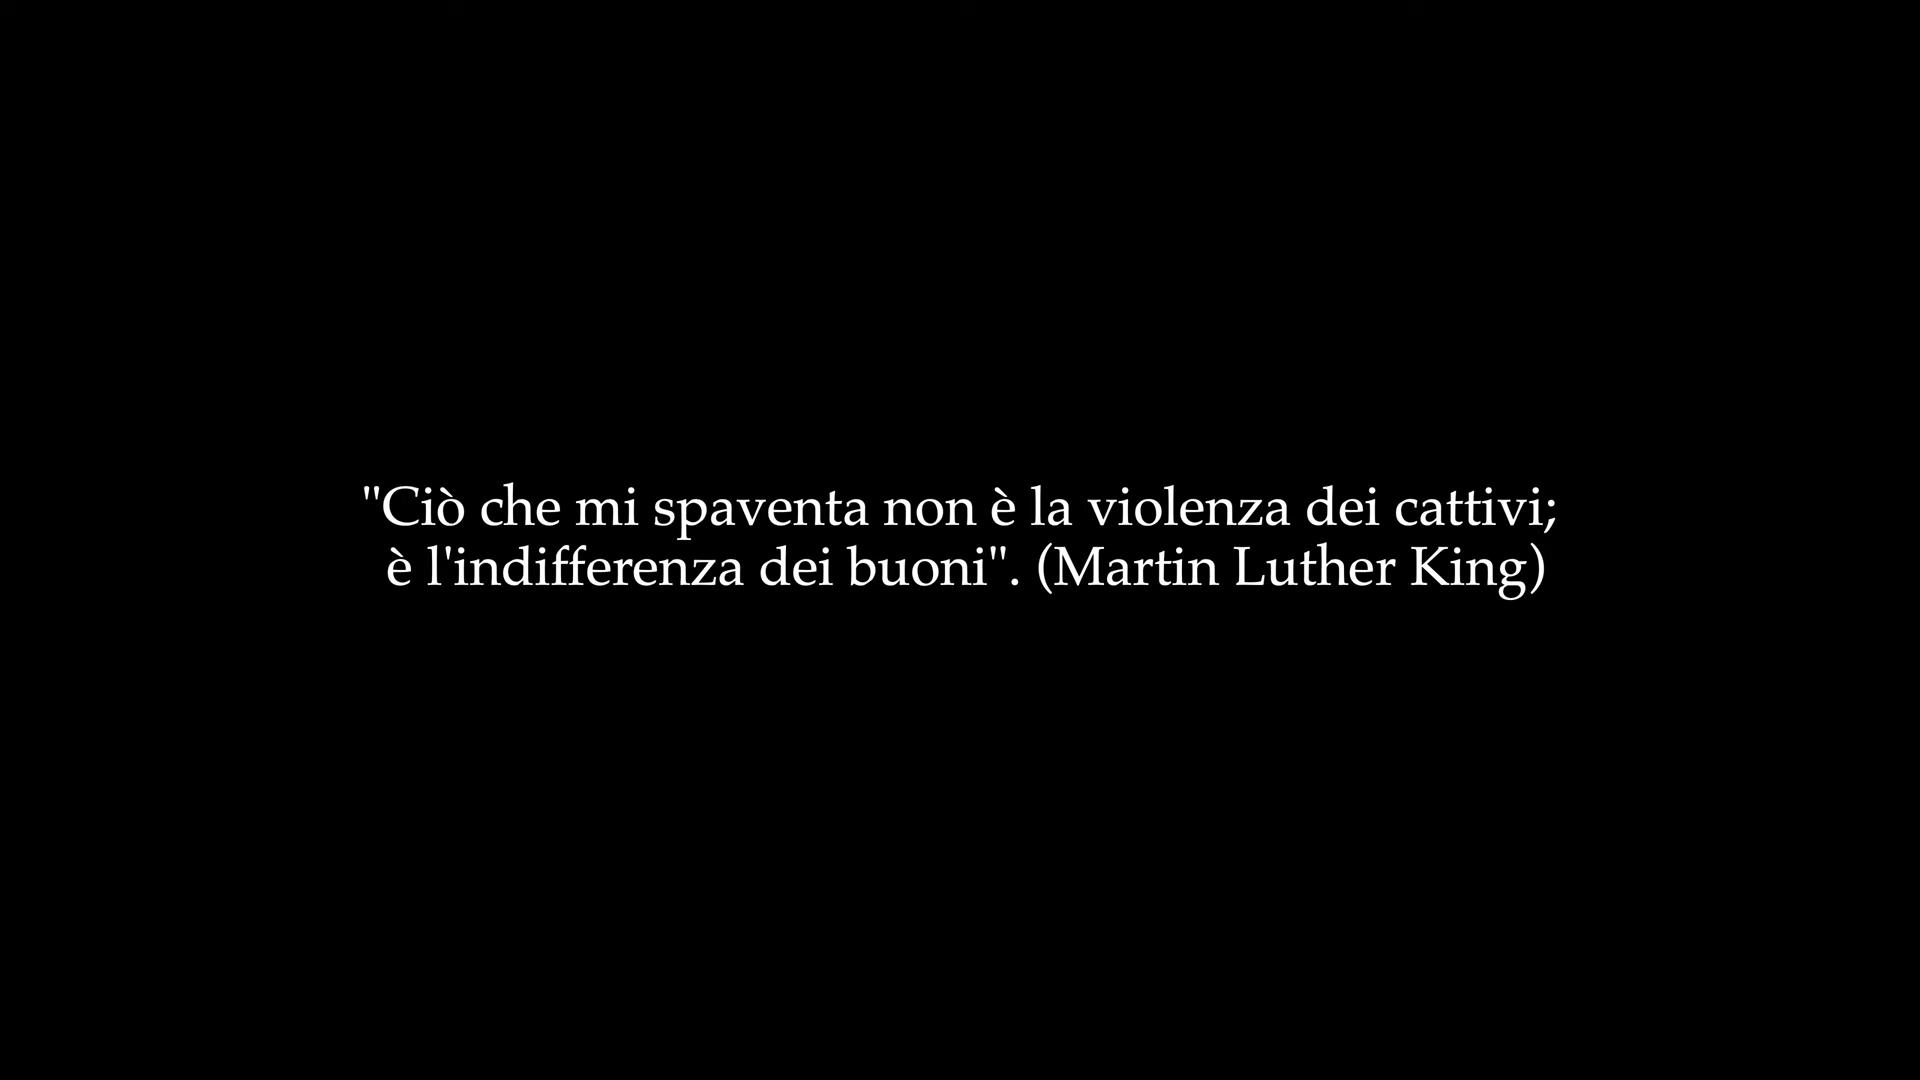 "Ciò che mi spaventa non è la violenza dei cattivi;
è l'indifferenza dei buoni". (Martin Luther King)